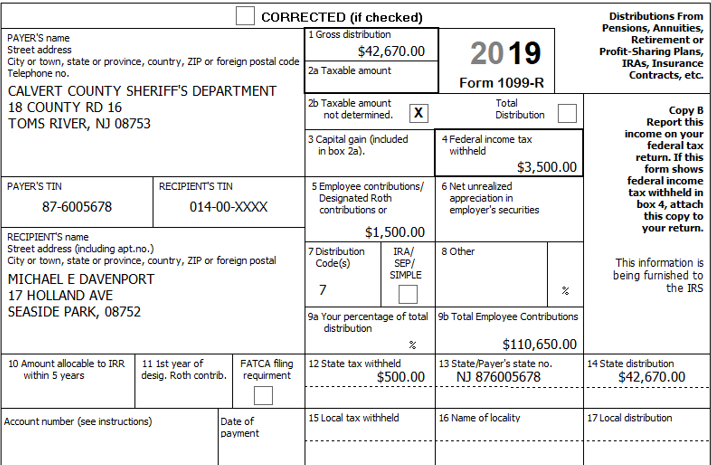 CORRECTED (if checked)
PAYER'S name
Street address
City or town, state or province, country, ZIP or foreign postal code
Telephone no.
CALVERT COUNTY SHERIFF'S DEPARTMENT
18 COUNTY RD 16
TOMS RIVER, NJ 08753
1 Gross distribution
$42,670.00
2a Taxable amount
2019
Form 1099-R
Distributions From
Pensions, Annuities,
Retirement or
Profit-Sharing Plans,
IRAs, Insurance
Contracts, etc.
2b Taxable amount
not determined.
X
Total
Distribution
Copy B
Report this
income on your
federal tax
return. If this
form shows
federal income
tax withheld in
box 4, attach
this copy to
your return.
3 Capital gain (included
in box 2a).
4 Federal income tax
withheld
$3,500.00
PAYER'S TIN
87-6005678
RECIPIENT'S TIN
014-00-XXXX
5 Employee contributions/
Designated Roth
contributions or
$1,500.00
6 Net unrealized
appreciation in
employer's securities
RECIPIENT'S name
Street address (including apt.no.)
City or town, state or province, country, ZIP or foreign postal
MICHAEL E DAVENPORT
17 HOLLAND AVE
SEASIDE PARK, 08752
7 Distribution
Code(s)
7
IRA/
SEP/
SIMPLE
8 Other
%
This information is
being furnished to
the IRS
9a Your percentage of total
distribution
%
9b Total Employee Contributions
$110,650.00
10 Amount allocable to IRR
within 5 years
11 1st year of
desig. Roth contrib.
FATCA filing
requirment
12 State tax withheld
$500.00
13 State/Payer's state no.
NJ 876005678
14 State distribution
$42,670.00
Account number (see instructions)
Date of
payment
15 Local tax withheld
16 Name of locality
17 Local distribution